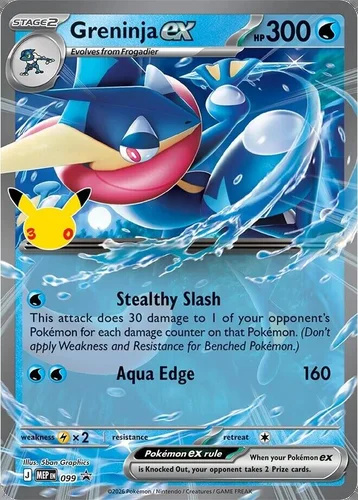 STAGE2
Greninja ex
HP 300
Evolves from Frogadier
30
Stealthy Slash
This attack does 30 damage to 1 of your opponent's
Pokémon for each damage counter on that Pokémon. (Don't
apply Weakness and Resistance for Benched Pokémon.)
Aqua Edge 160
weakness ×2 resistance retreat
Illus. 5ban Graphics
Pokémon ex rule
When your Pokémon ex
is Knocked Out, your opponent takes 2 Prize cards.
J MEP EN 099
©2026 Pokémon / Nintendo / Creatures / GAME FREAK